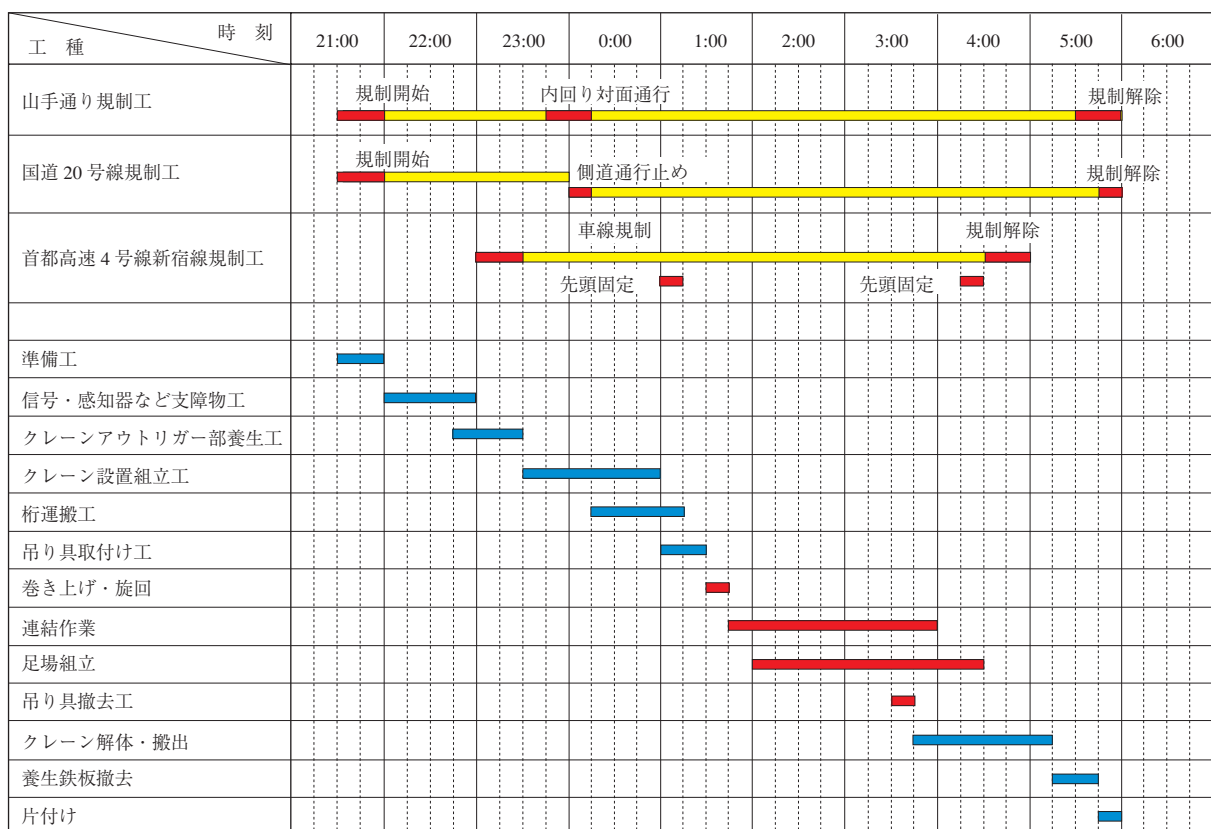 時 刻
工 種
21:00 22:00 23:00 0:00 1:00 2:00 3:00 4:00 5:00 6:00
山手通り規制工
規制開始 内回り対面通行 規制解除
国道 20 号線規制工
規制開始 側道通行止め 規制解除
首都高速 4 号線新宿線規制工
車線規制 規制解除
先頭固定 先頭固定
準備工
信号・感知器など支障物工
クレーンアウトリガー部養生工
クレーン設置組立工
桁運搬工
吊り具取付け工
巻き上げ・旋回
連結作業
足場組立
吊り具撤去工
クレーン解体・搬出
養生鉄板撤去
片付け